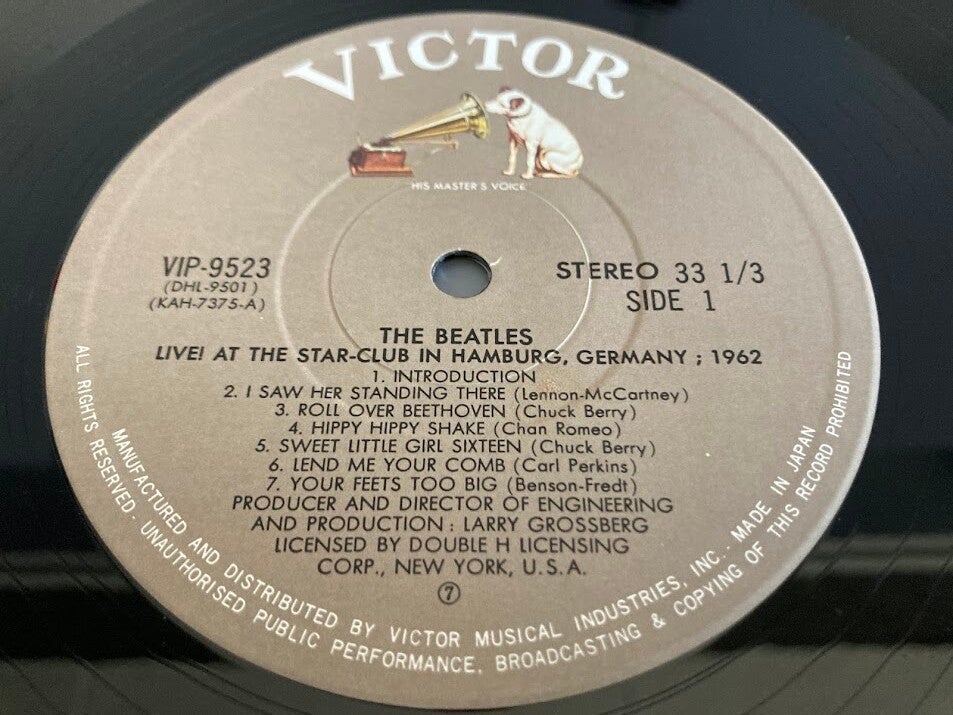 VICTOR
HIS MASTER'S VOICE
VIP-9523
(DHL-9501)
(KAH-7375-A)
STEREO 33 1/3
SIDE 1
THE BEATLES
LIVE! AT THE STAR-CLUB IN HAMBURG, GERMANY ; 1962
1. INTRODUCTION
2. I SAW HER STANDING THERE (Lennon-McCartney)
3. ROLL OVER BEETHOVEN (Chuck Berry)
4. HIPPY HIPPY SHAKE (Chan Romeo)
5. SWEET LITTLE GIRL SIXTEEN (Chuck Berry)
6. LEND ME YOUR COMB (Carl Perkins)
7. YOUR FEETS TOO BIG (Benson-Fredt)
PRODUCER AND DIRECTOR OF ENGINEERING
AND PRODUCTION : LARRY GROSSBERG
LICENSED BY DOUBLE H LICENSING
CORP., NEW YORK, U.S.A.
⑦
MANUFACTURED AND DISTRIBUTED BY VICTOR MUSICAL INDUSTRIES, INC.. MADE IN JAPAN
ALL RIGHTS RESERVED. UNAUTHORISED PUBLIC PERFORMANCE, BROADCASTING & COPYING OF THIS RECORD PROHIBITED